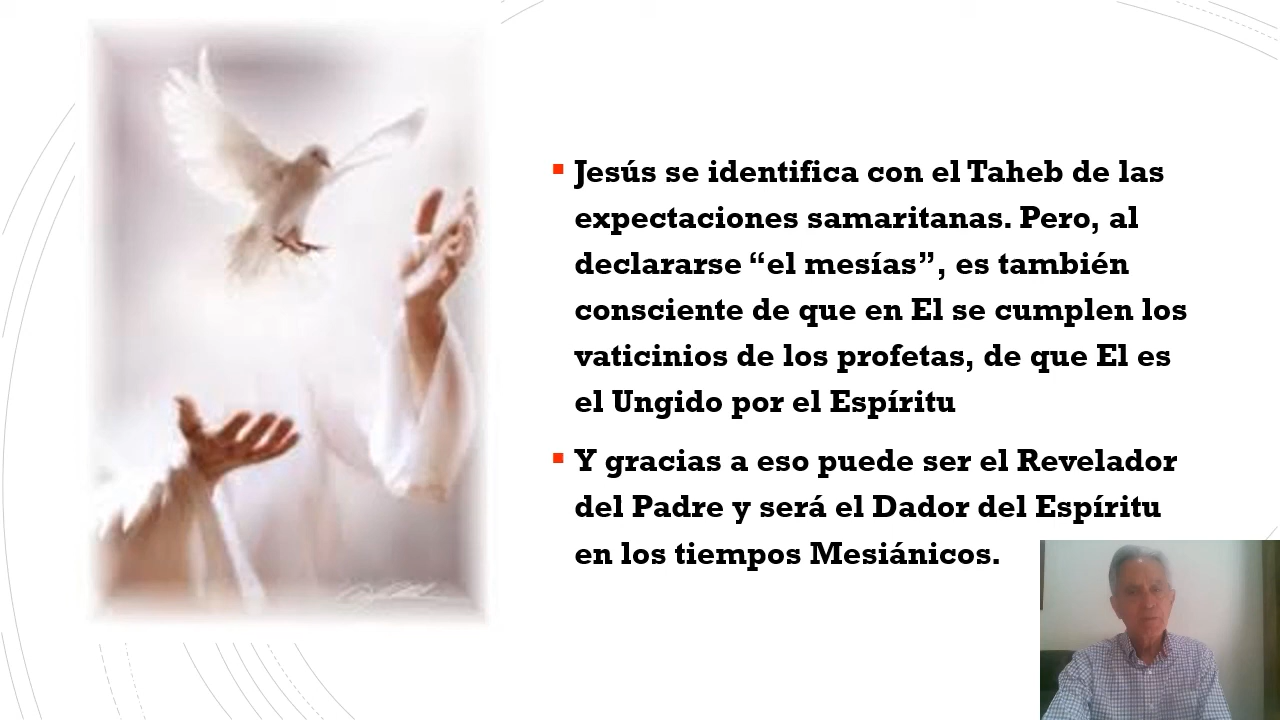 Jesús se identifica con el Taheb de las
expectaciones samaritanas. Pero, al
declararse “el mesías”, es también
consciente de que en El se cumplen los
vaticinios de los profetas, de que El es
el Ungido por el Espíritu
Y gracias a eso puede ser el Revelador
del Padre y será el Dador del Espíritu
en los tiempos Mesiánicos.